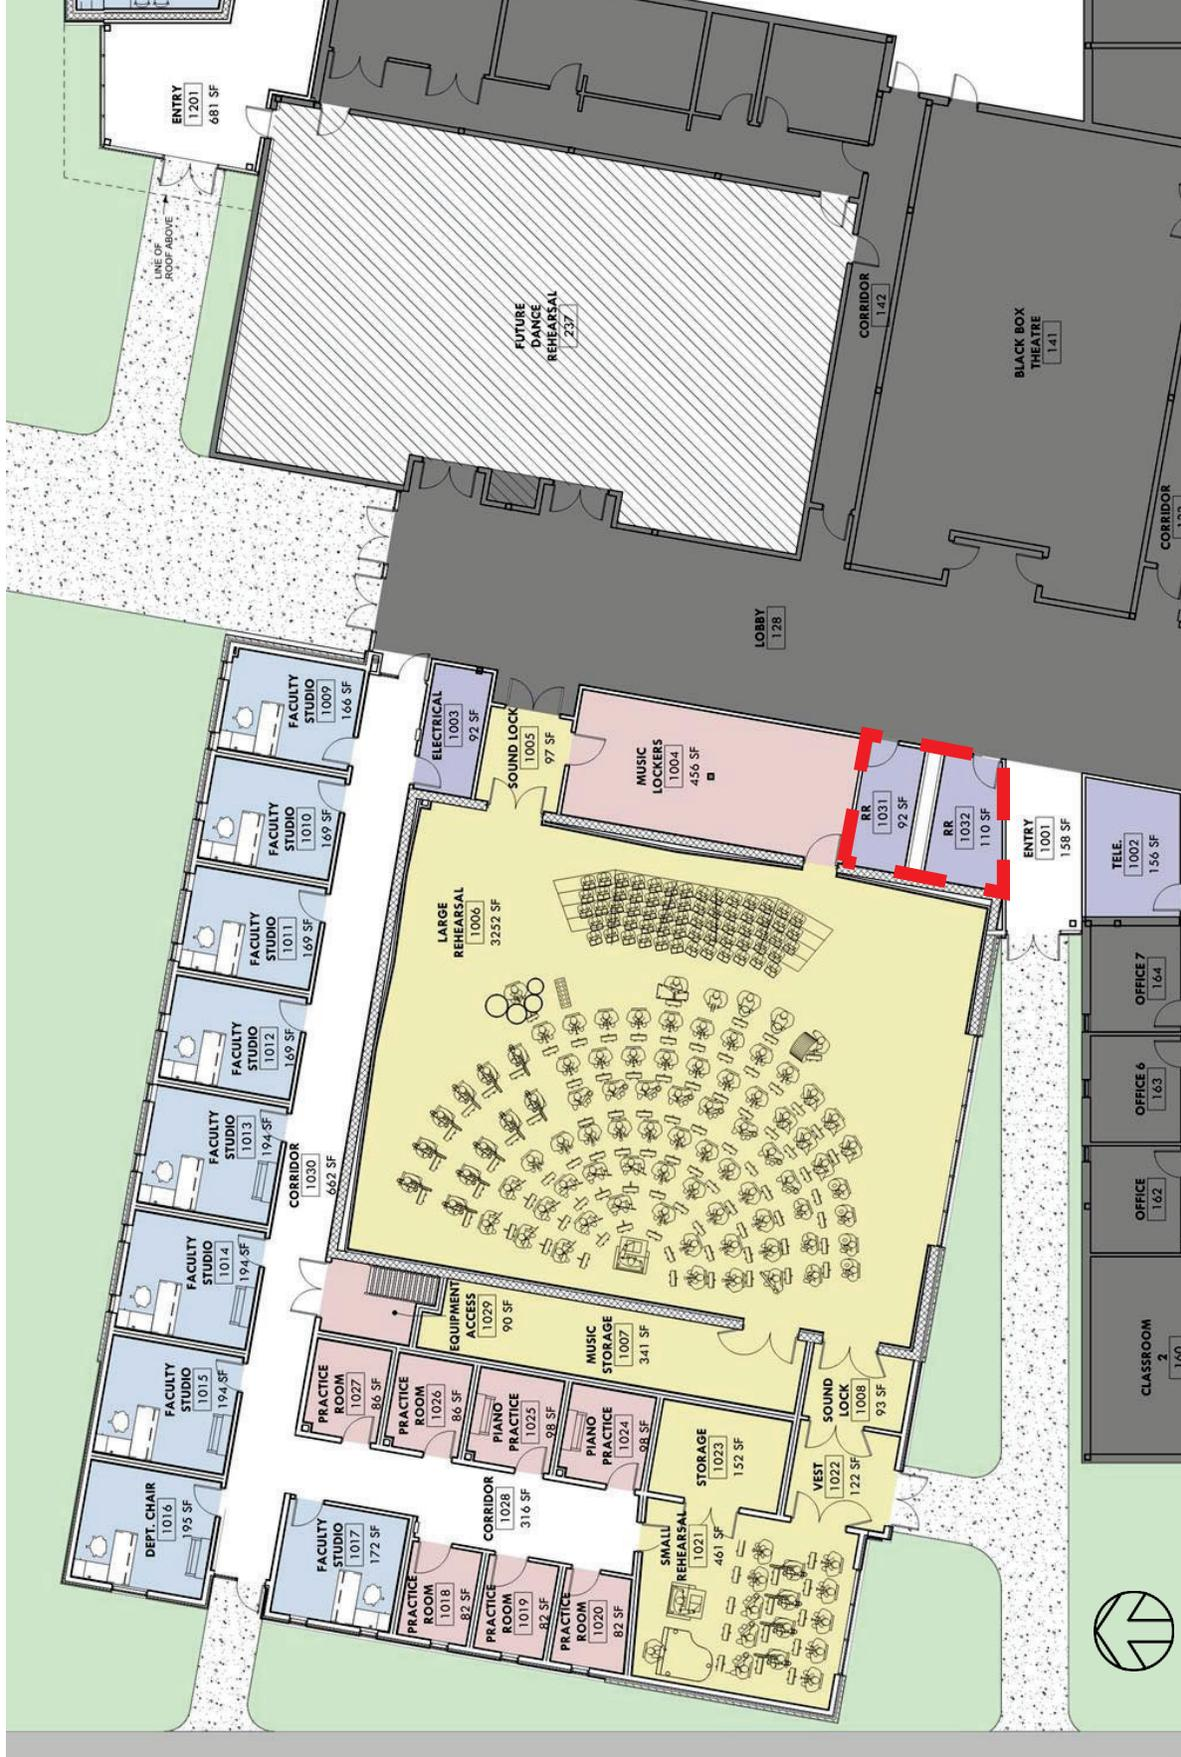 ENTRY
1201
681 SF
LINE OF
ROOF ABOVE
FUTURE
DANCE
REHEARSAL
237
CORRIDOR
142
BLACK BOX
THEATRE
141
CORRIDOR
LOBBY
128
FACULTY
STUDIO
1009
166 SF
ELECTRICAL
1003
92 SF
SOUND LOCK
1005
97 SF
MUSIC
LOCKERS
1004
456 SF
RR
1031
92 SF
RR
1032
110 SF
ENTRY
1001
158 SF
TELE.
1002
156 SF
FACULTY
STUDIO
1010
169 SF
FACULTY
STUDIO
1011
169 SF
LARGE
REHEARSAL
1006
3252 SF
OFFICE 7
164
FACULTY
STUDIO
1012
169 SF
OFFICE 6
163
FACULTY
STUDIO
1013
194 SF
CORRIDOR
1030
662 SF
OFFICE
162
FACULTY
STUDIO
1014
194 SF
EQUIPMENT
ACCESS
1029
90 SF
MUSIC
STORAGE
1007
341 SF
CLASSROOM
2
160
FACULTY
STUDIO
1015
194 SF
PRACTICE
ROOM
1027
86 SF
PRACTICE
ROOM
1026
86 SF
PIANO
PRACTICE
1025
98 SF
PIANO
PRACTICE
1024
98 SF
SOUND
LOCK
1008
93 SF
STORAGE
1023
152 SF
VEST
1022
122 SF
DEPT. CHAIR
1016
195 SF
CORRIDOR
1028
316 SF
FACULTY
STUDIO
1017
172 SF
SMALL
REHEARSAL
1021
461 SF
PRACTICE
ROOM
1018
82 SF
PRACTICE
ROOM
1019
82 SF
PRACTICE
ROOM
1020
82 SF